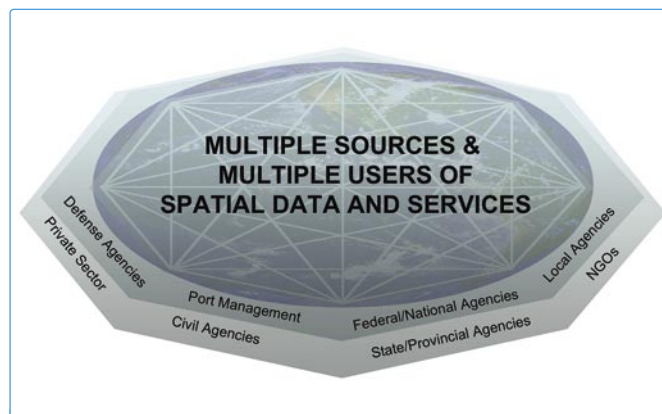 MULTIPLE SOURCES &
MULTIPLE USERS OF
SPATIAL DATA AND SERVICES
Defense Agencies
Private Sector
Port Management
Civil Agencies
Federal/National Agencies
State/Provincial Agencies
Local Agencies
NGOs